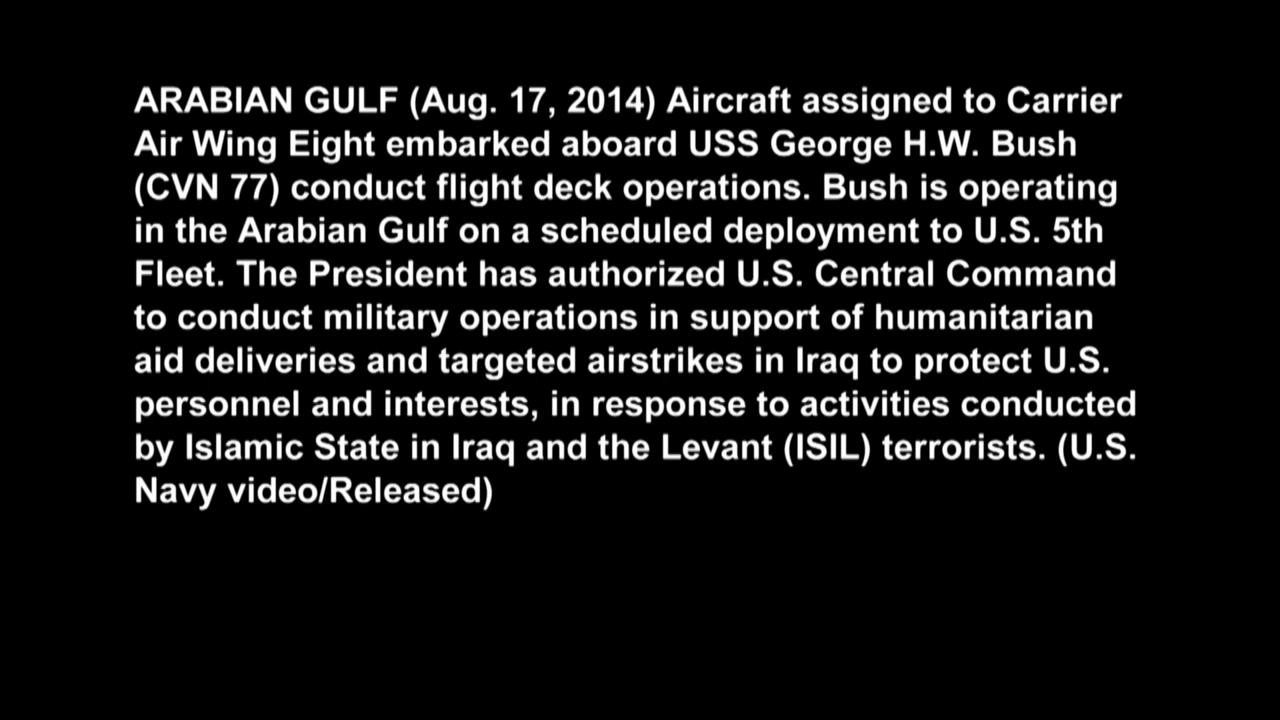 ARABIAN GULF (Aug. 17, 2014) Aircraft assigned to Carrier
Air Wing Eight embarked aboard USS George H.W. Bush
(CVN 77) conduct flight deck operations. Bush is operating
in the Arabian Gulf on a scheduled deployment to U.S. 5th
Fleet. The President has authorized U.S. Central Command
to conduct military operations in support of humanitarian
aid deliveries and targeted airstrikes in Iraq to protect U.S.
personnel and interests, in response to activities conducted
by Islamic State in Iraq and the Levant (ISIL) terrorists. (U.S.
Navy video/Released)